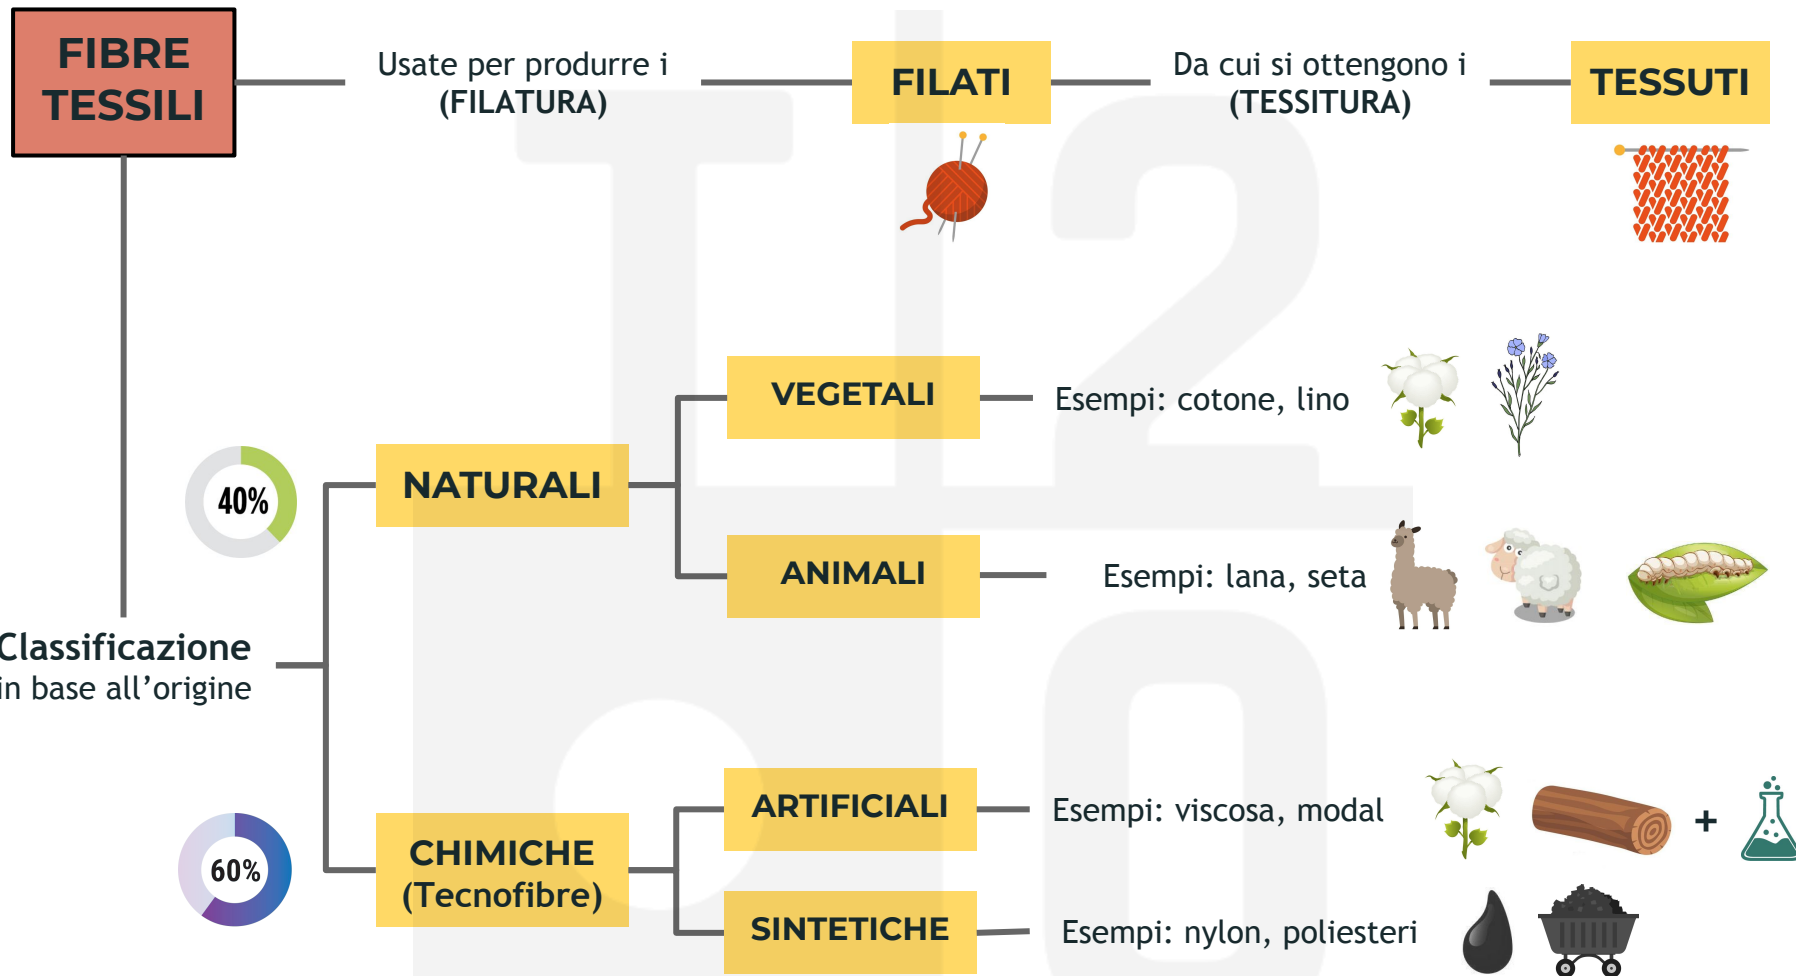 FIBRE
TESSILI
Usate per produrre i
(FILATURA)
FILATI
Da cui si ottengono i
(TESSITURA)
TESSUTI
VEGETALI
Esempi: cotone, lino
40%
NATURALI
ANIMALI
Esempi: lana, seta
Classificazione
in base all’origine
ARTIFICIALI
Esempi: viscosa, modal
+
60%
CHIMICHE
(Tecnofibre)
SINTETICHE
Esempi: nylon, poliesteri